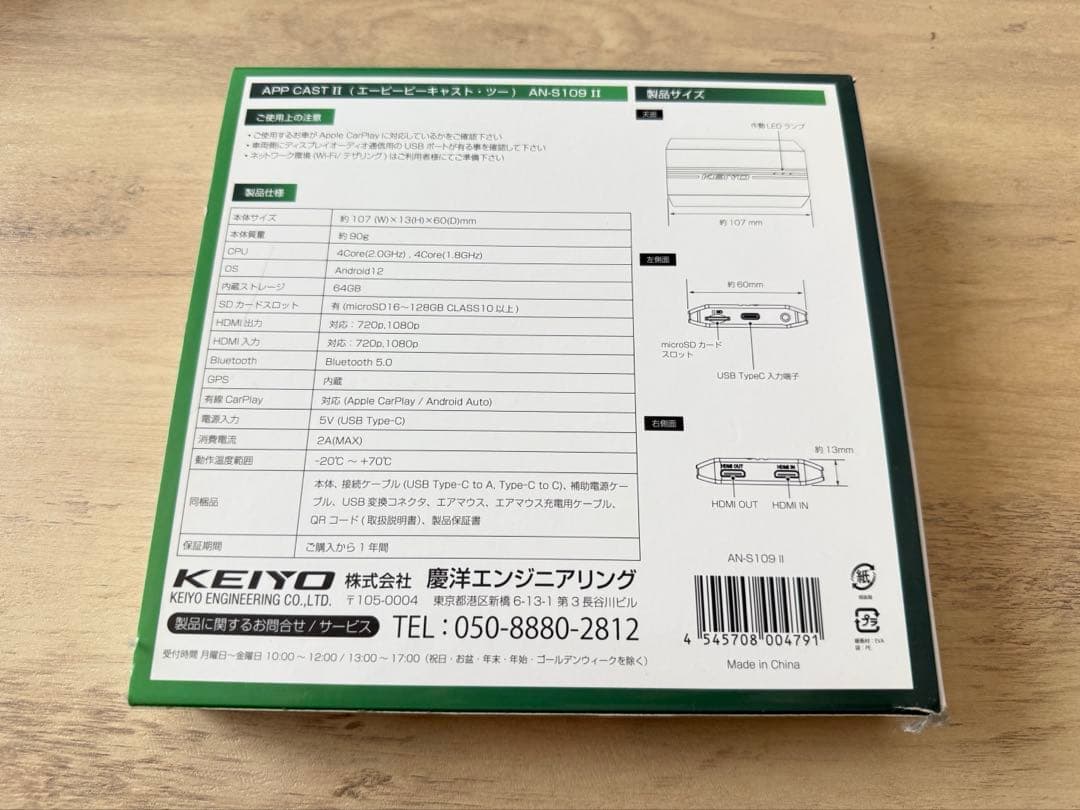 APP CAST II (エーピーピーキャスト・ツー) AN-S109 II
ご使用上の注意
・ご使用するお車が Apple CarPlay に対応しているかをご確認下さい
・車両側にディスプレイオーディオ通信用の USB ポートが有る事を確認して下さい
・ネットワーク環境 (Wi-Fi/ テザリング) はご利用者様にてご準備下さい
製品仕様
本体サイズ 約 107 (W)×13(H)×60(D)mm
本体質量 約 90g
CPU 4Core(2.0GHz) , 4Core(1.8GHz)
OS Android12
内蔵ストレージ 64GB
SD カードスロット 有 (microSD16～128GB CLASS10 以上)
HDMI 出力 対応：720p,1080p
HDMI 入力 対応：720p,1080p
Bluetooth Bluetooth 5.0
GPS 内蔵
有線 CarPlay 対応 (Apple CarPlay / Android Auto)
電源入力 5V (USB Type-C)
消費電流 2A(MAX)
動作温度範囲 -20℃ ～ +70℃
同梱品 本体、接続ケーブル (USB Type-C to A, Type-C to C)、補助電源ケー
ブル、USB 変換コネクタ、エアマウス、エアマウス充電用ケーブル、
QR コード ( 取扱説明書)、製品保証書
保証期間 ご購入から 1 年間
KEIYO 株式会社 慶洋エンジニアリング
KEIYO ENGINEERING CO.,LTD. 〒105-0004 東京都港区新橋 6-13-1 第 3 長谷川ビル
製品に関するお問合せ / サービス TEL：050-8880-2812
受付時間 月曜日～金曜日 10:00 ～ 12:00 / 13:00 ～ 17:00 (祝日・お盆・年末・年始・ゴールデンウィークを除く)
製品サイズ
天面
作動 LED ランプ
KEIYO
約 107 mm
左側面
約 60mm
microSD カード
スロット
USB TypeC 入力端子
右側面
約 13mm
HDMI OUT HDMI IN
HDMI OUT HDMI IN
AN-S109 II
4 545708 004791
Made in China
紙
プラ